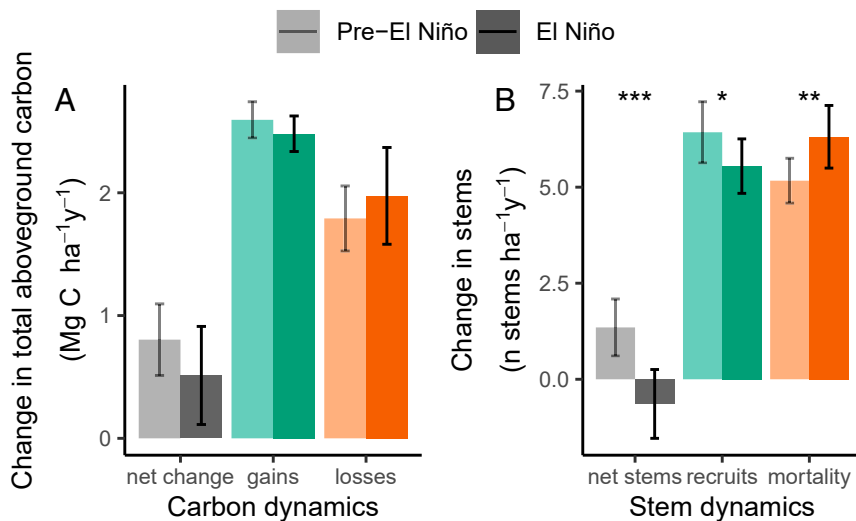 Pre−El Niño El Niño
A
Change in total aboveground carbon
(Mg C ha⁻¹y⁻¹)
2
1
0
net change gains losses
Carbon dynamics
B
Change in stems
(n stems ha⁻¹y⁻¹)
7.5
5.0
2.5
0.0
*** * **
net stems recruits mortality
Stem dynamics